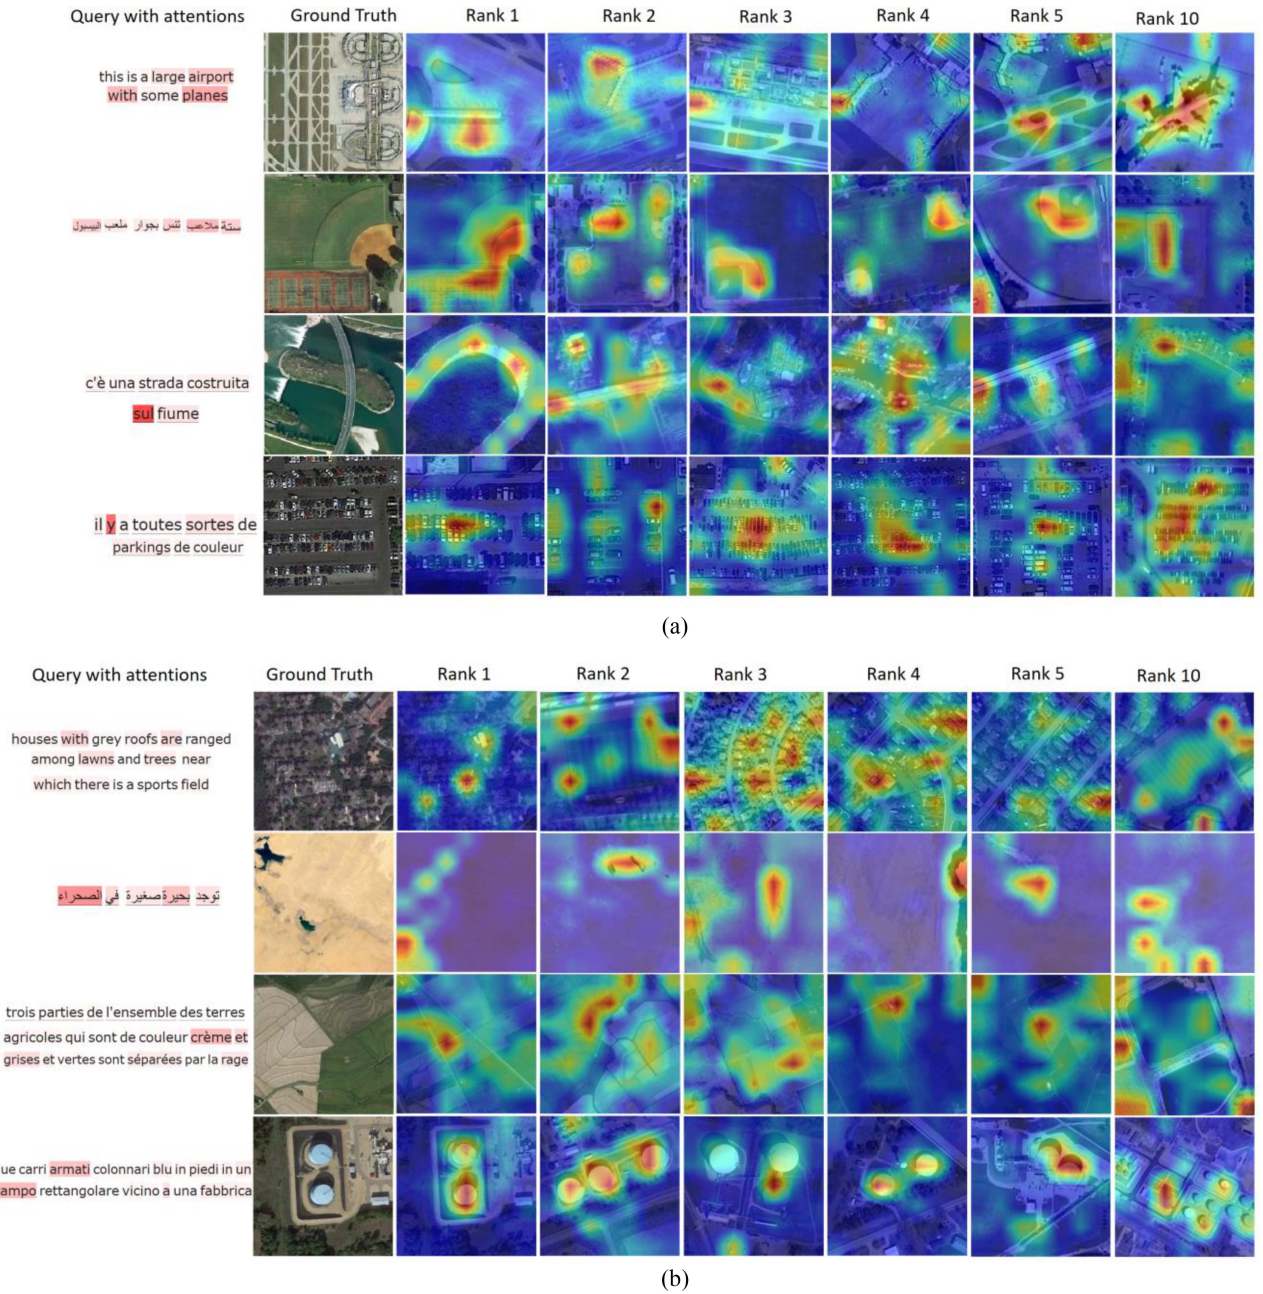 Query with attentions
Ground Truth
Rank 1
Rank 2
Rank 3
Rank 4
Rank 5
Rank 10
this is a large airport
with some planes
ستة ملاعب تنس بجوار ملعب البيسبول
c'è una strada costruita
sul fiume
il y a toutes sortes de
parkings de couleur
(a)
Query with attentions
Ground Truth
Rank 1
Rank 2
Rank 3
Rank 4
Rank 5
Rank 10
houses with grey roofs are ranged
among lawns and trees near
which there is a sports field
توجد بحيرة صغيرة في الصحراء
trois parties de l'ensemble des terres
agricoles qui sont de couleur crème et
grises et vertes sont séparées par la rage
ue carri armati colonnari blu in piedi in un
ampo rettangolare vicino a una fabbrica
(b)